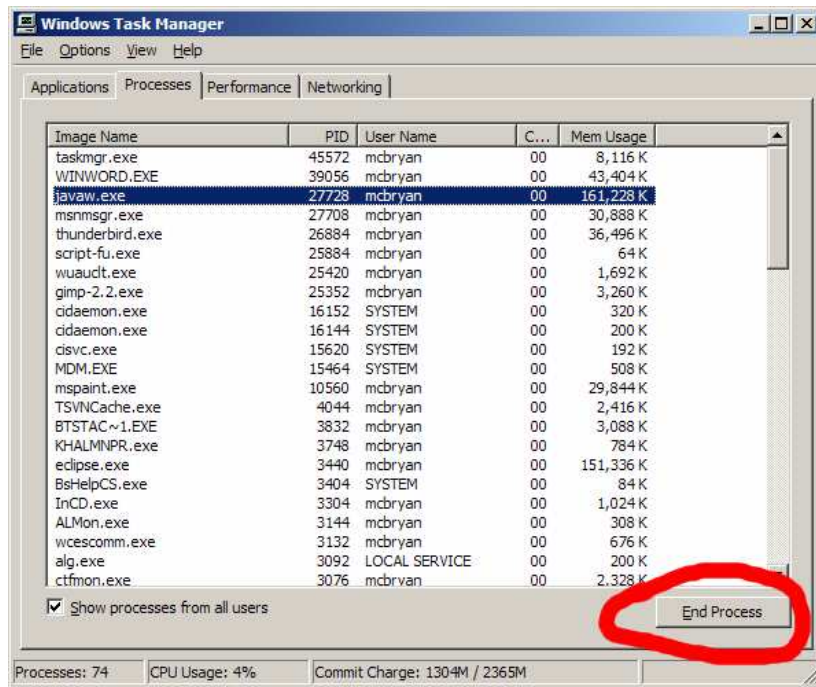 Windows Task Manager
File Options View Help
Applications Processes Performance Networking
Image Name PID User Name C... Mem Usage
taskmgr.exe 45572 mcbryan 00 8,116 K
WINWORD.EXE 39056 mcbryan 00 43,404 K
javaw.exe 27728 mcbryan 00 161,228 K
msnmsgr.exe 27708 mcbryan 00 30,888 K
thunderbird.exe 26884 mcbryan 00 36,496 K
script-fu.exe 25884 mcbryan 00 64 K
wuauclt.exe 25420 mcbryan 00 1,692 K
gimp-2.2.exe 25352 mcbryan 00 3,260 K
cidaemon.exe 16152 SYSTEM 00 320 K
cidaemon.exe 16144 SYSTEM 00 200 K
cisvc.exe 15620 SYSTEM 00 192 K
MDM.EXE 15464 SYSTEM 00 508 K
mspaint.exe 10560 mcbryan 00 29,844 K
TSVNCache.exe 4044 mcbryan 00 2,416 K
BTSTAC~1.EXE 3832 mcbryan 00 3,088 K
KHALMNPR.exe 3748 mcbryan 00 784 K
eclipse.exe 3440 mcbryan 00 151,336 K
BsHelpCS.exe 3404 SYSTEM 00 84 K
InCD.exe 3304 mcbryan 00 1,024 K
ALMon.exe 3144 mcbryan 00 308 K
wcescomm.exe 3132 mcbryan 00 676 K
alg.exe 3092 LOCAL SERVICE 00 200 K
ctfmon.exe 3076 mcbryan 00 2,328 K
Show processes from all users End Process
Processes: 74 CPU Usage: 4% Commit Charge: 1304M / 2365M